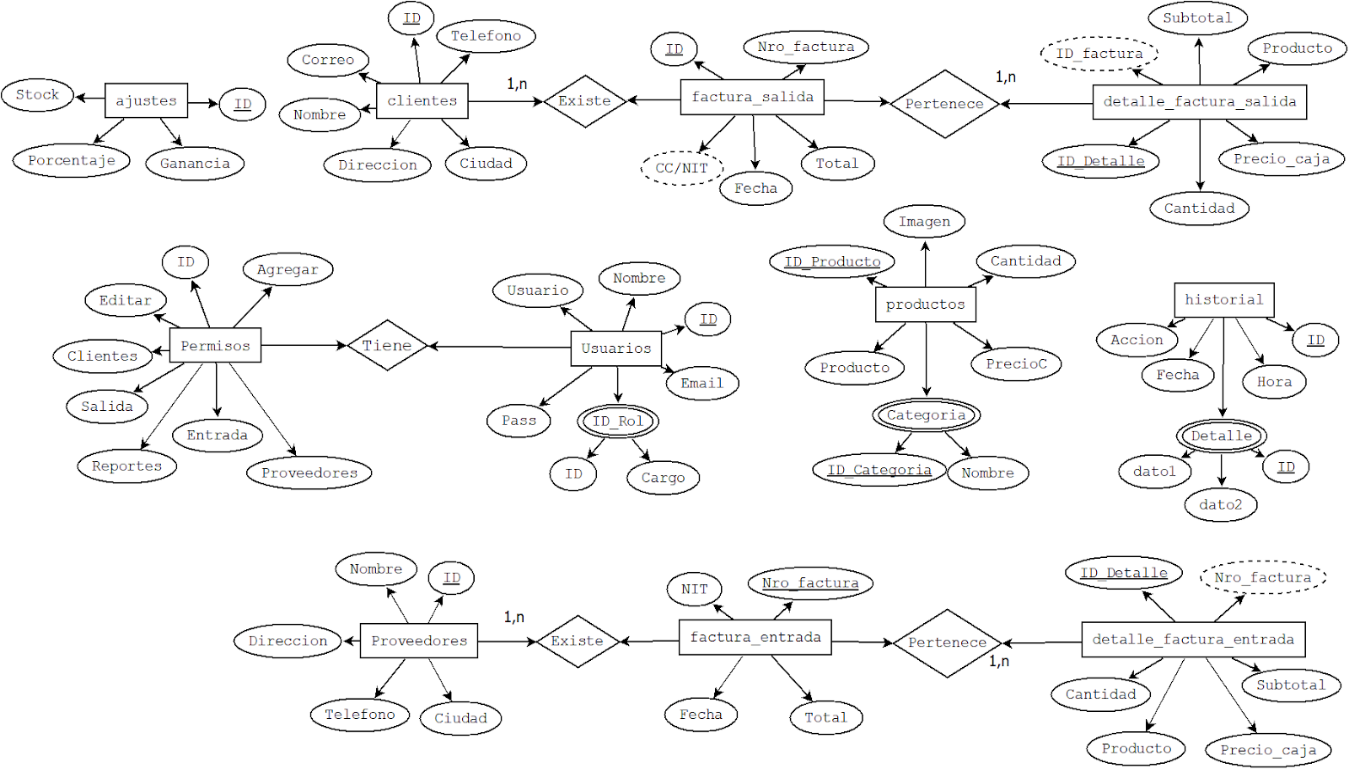 ID
Telefono
Correo
Stock
ajustes
ID
clientes
Nombre
Porcentaje
Ganancia
Direccion
Ciudad
1,n
Existe
ID
Nro_factura
factura_salida
CC/NIT
Fecha
Total
Pertenece
1,n
Subtotal
ID_factura
Producto
detalle_factura_salida
ID_Detalle
Precio_caja
Cantidad
ID
Agregar
Editar
Permisos
Clientes
Salida
Entrada
Reportes
Proveedores
Tiene
Usuario
Nombre
ID
Usuarios
Email
Pass
ID_Rol
ID
Cargo
Imagen
ID_Producto
Cantidad
productos
Producto
PrecioC
Categoria
ID_Categoria
Nombre
historial
Accion
ID
Fecha
Hora
Detalle
dato1
ID
dato2
Nombre
ID
Direccion
Proveedores
Telefono
Ciudad
1,n
Existe
NIT
Nro_factura
factura_entrada
Fecha
Total
Pertenece
1,n
ID_Detalle
Nro_factura
detalle_factura_entrada
Cantidad
Subtotal
Producto
Precio_caja